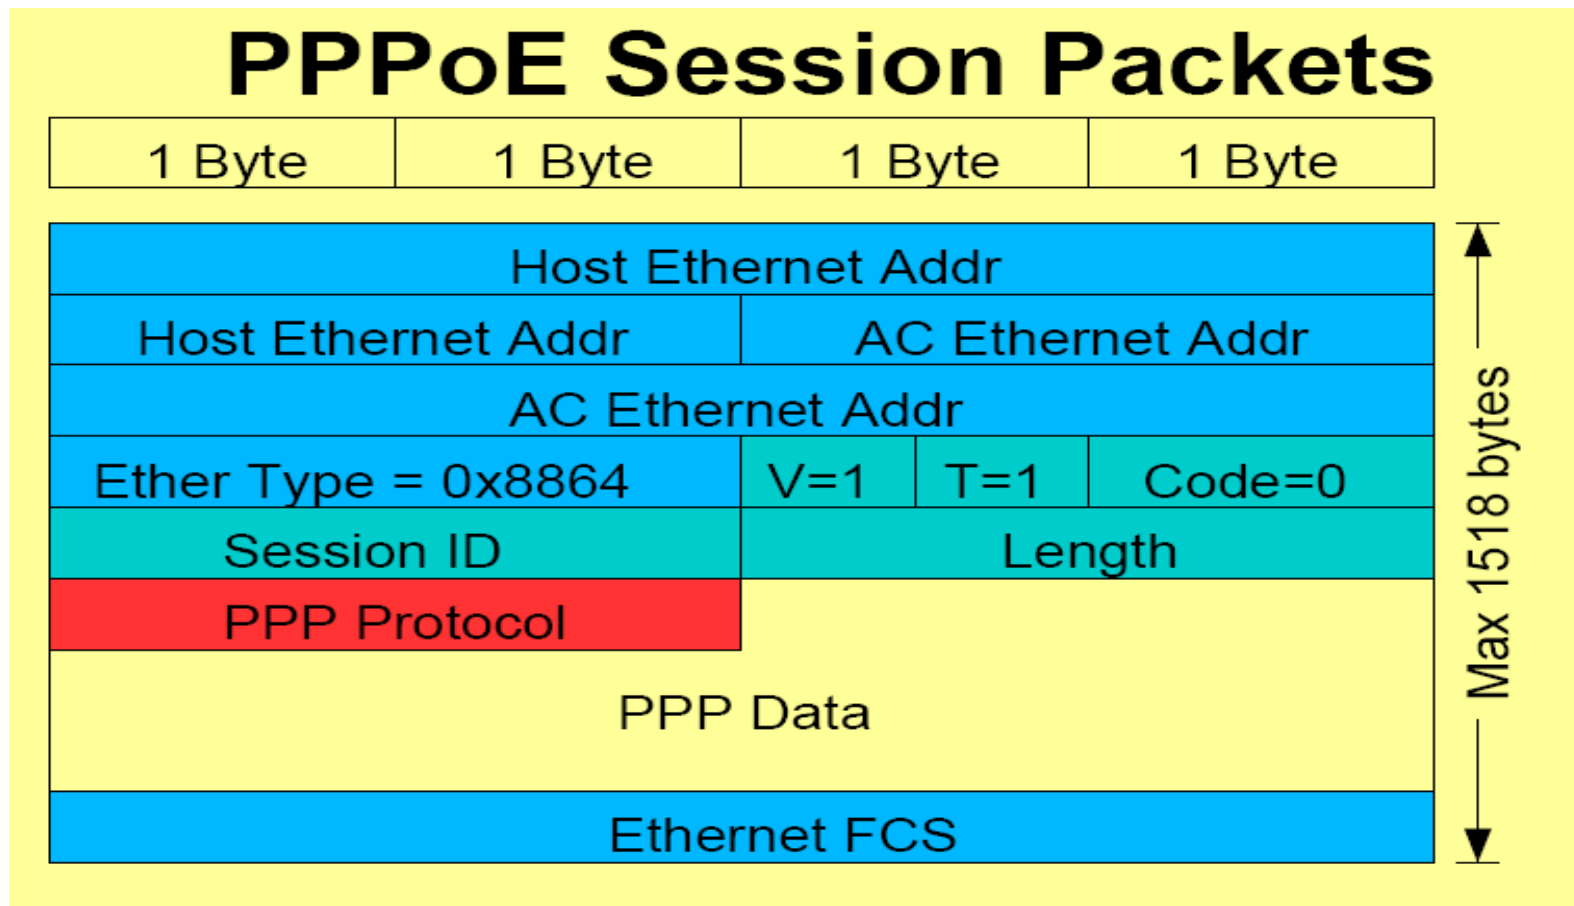 PPPoE Session Packets
1 Byte 1 Byte 1 Byte 1 Byte
Host Ethernet Addr
Host Ethernet Addr AC Ethernet Addr
AC Ethernet Addr
Ether Type = 0x8864 V=1 T=1 Code=0
Session ID Length
PPP Protocol
PPP Data
Ethernet FCS
Max 1518 bytes